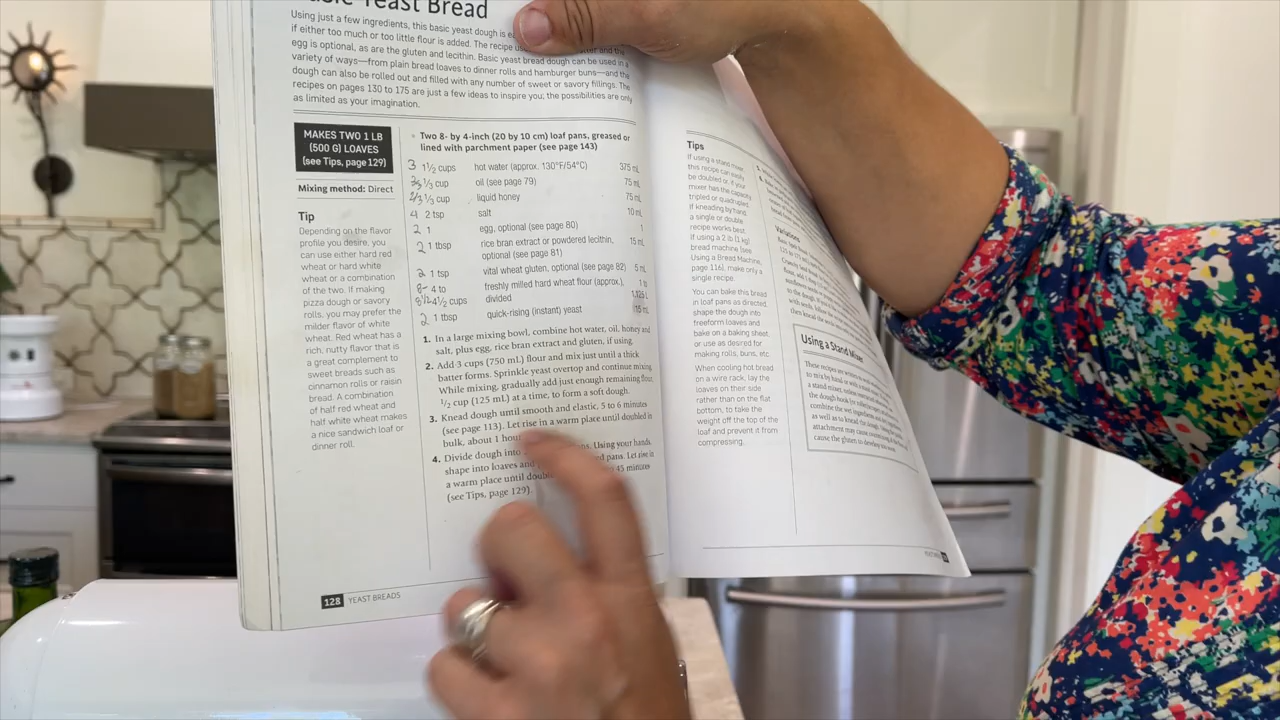 Yeast Bread
Using just a few ingredients, this basic yeast dough is
if either too much or too little flour is added. The recipe
egg is optional, as are the gluten and lecithin. Basic yeast bread dough can be used in a
variety of ways—from plain bread loaves to dinner rolls and hamburger buns—and the
dough can also be rolled out and filled with any number of sweet or savory fillings. The
recipes on pages 130 to 175 are just a few ideas to inspire you; the possibilities are only
as limited as your imagination.
MAKES TWO 1 LB
(500 G) LOAVES
(see Tips, page 129)
Mixing method: Direct
Tip
Depending on the flavor
profile you desire, you
can use either hard red
wheat or hard white
wheat or a combination
of the two. If making
pizza dough or savory
rolls, you may prefer the
milder flavor of white
wheat. Red wheat has a
rich, nutty flavor that is
a great complement to
sweet breads such as
cinnamon rolls or raisin
bread. A combination
of half red wheat and
half white wheat makes
a nice sandwich loaf or
dinner roll.
• Two 8- by 4-inch (20 by 10 cm) loaf pans, greased or
lined with parchment paper (see page 143)
3 1½ cups hot water (approx. 130°F/54°C) 375 mL
2/3 1/3 cup oil (see page 79) 75 mL
2/3 1/3 cup liquid honey 75 mL
4 2 tsp salt 10 mL
2 1 egg, optional (see page 80) 1
2 1 tbsp rice bran extract or powdered lecithin, 15 mL
optional (see page 81)
2 1 tsp vital wheat gluten, optional (see page 82) 5 mL
8- 4 to freshly milled hard wheat flour (approx.),
4½ cups divided 1.125 L
2 1 tbsp quick-rising (instant) yeast 15 mL
1. In a large mixing bowl, combine hot water, oil, honey and
salt, plus egg, rice bran extract and gluten, if using.
2. Add 3 cups (750 mL) flour and mix just until a thick
batter forms. Sprinkle yeast overtop and continue mixing.
While mixing, gradually add just enough remaining flour,
½ cup (125 mL) at a time, to form a soft dough.
3. Knead dough until smooth and elastic, 5 to 6 minutes
(see page 113). Let rise in a warm place until doubled in
bulk, about 1 hour
4. Divide dough into Using your hands,
shape into loaves and pans. Let rise in
a warm place until 45 minutes
(see Tips, page 129).
128 YEAST BREADS
Tips
If using a stand mixer
this recipe can easily
be doubled or, if your
mixer has the capacity,
tripled or quadrupled.
If kneading by hand,
a single or double
recipe works best.
If using a 2 lb (1 kg)
bread machine (see
Using a Bread Machine,
page 116), make only a
single recipe.
You can bake this bread
in loaf pans as directed,
shape the dough into
freeform loaves and
bake on a baking sheet,
or use as desired for
making rolls, buns, etc.
When cooling hot bread
on a wire rack, lay the
loaves on their side
rather than on the flat
bottom, to take the
weight off the top of the
loaf and prevent it from
compressing.
Variations
Using a Stand Mixer